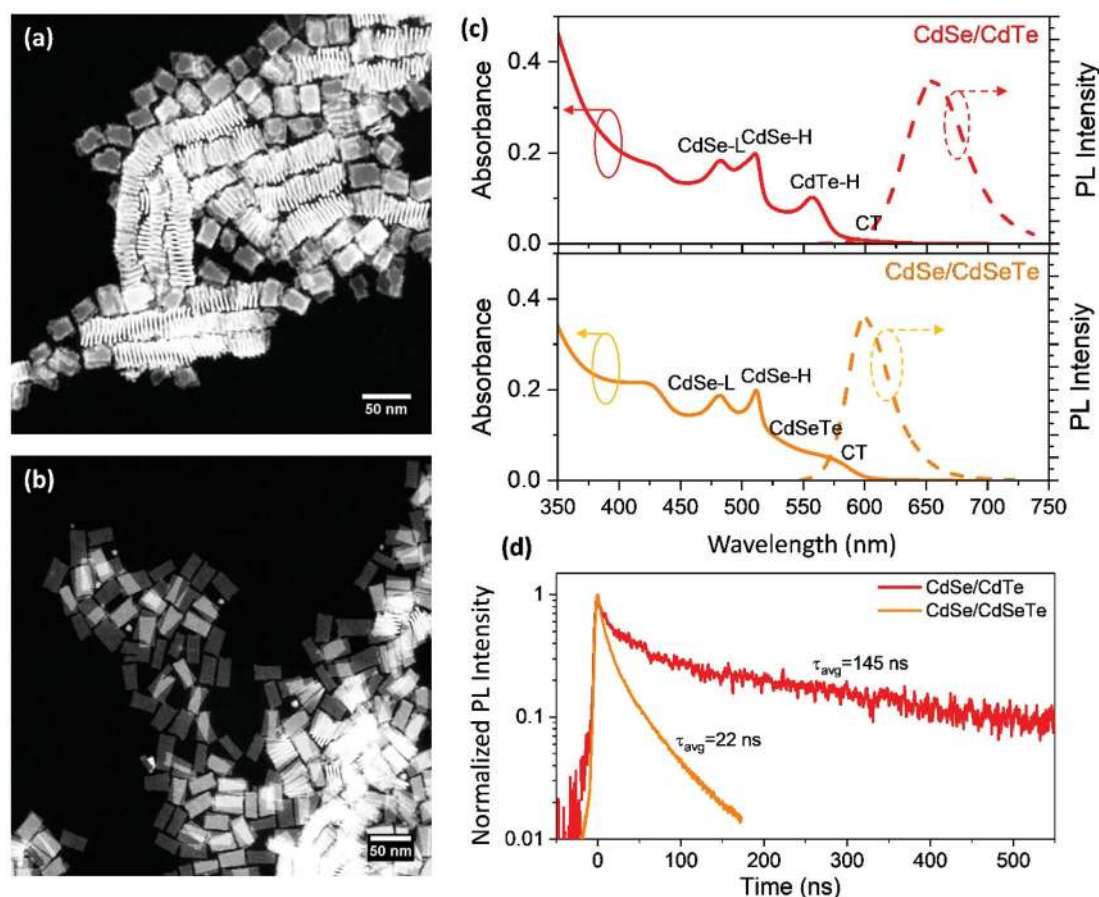 (a)
50 nm
(b)
50 nm
(c)
CdSe/CdTe
Absorbance
PL Intensity
0.4
0.2
0.0
CdSe-L
CdSe-H
CdTe-H
CT
CdSe/CdSeTe
Absorbance
PL Intensiy
0.4
0.2
0.0
CdSe-L
CdSe-H
CdSeTe
CT
350 400 450 500 550 600 650 700 750
Wavelength (nm)
(d)
Normalized PL Intensity
1
0.1
0.01
CdSe/CdTe
CdSe/CdSeTe
τavg=145 ns
τavg=22 ns
0 100 200 300 400 500
Time (ns)